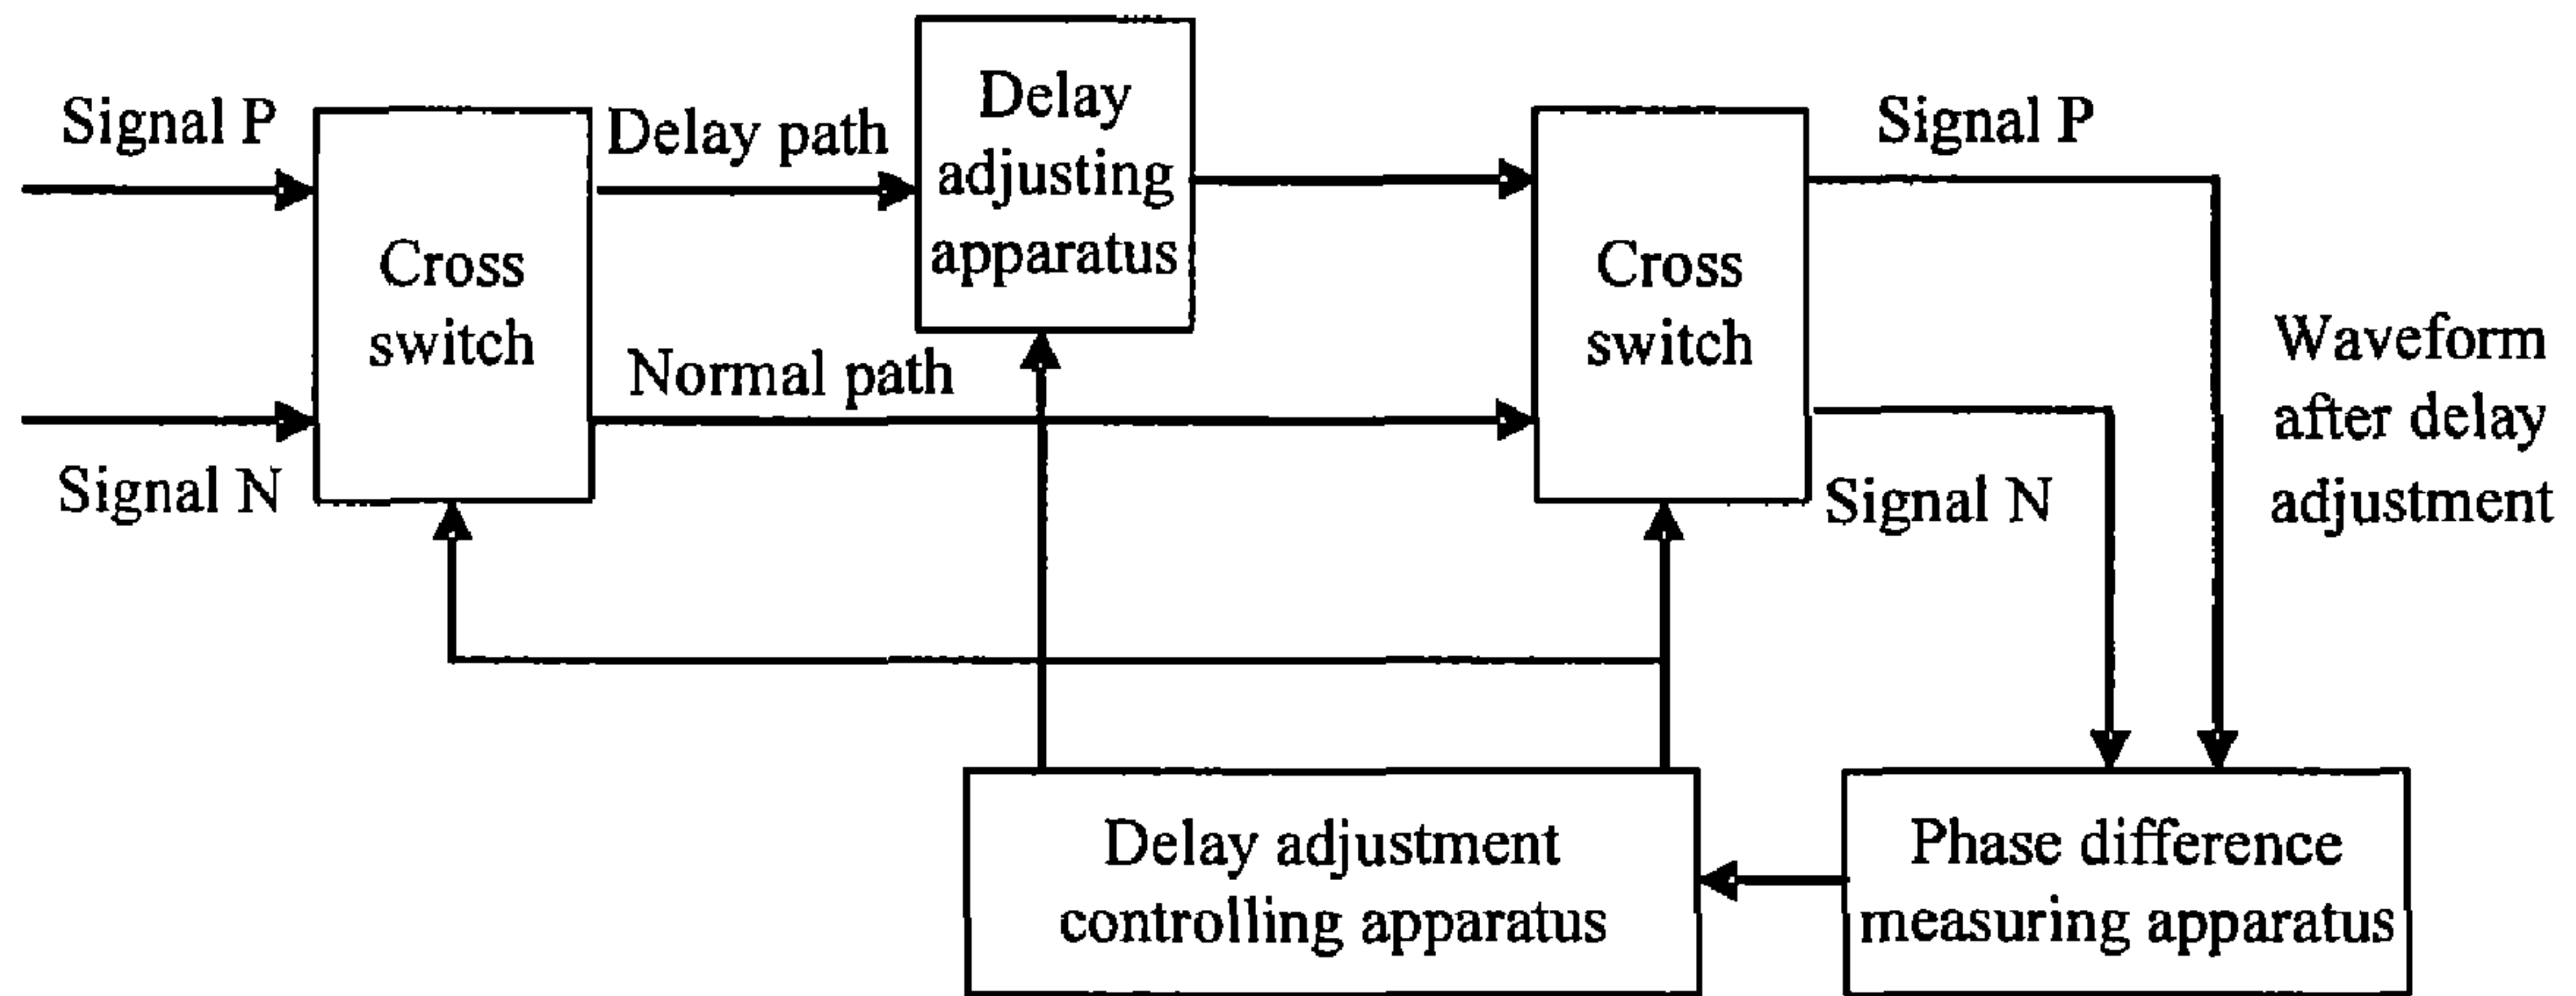 Signal P
Signal N
Cross
switch
Delay path
Normal path
Delay
adjusting
apparatus
Cross
switch
Signal P
Signal N
Waveform
after delay
adjustment
Delay adjustment
controlling apparatus
Phase difference
measuring apparatus